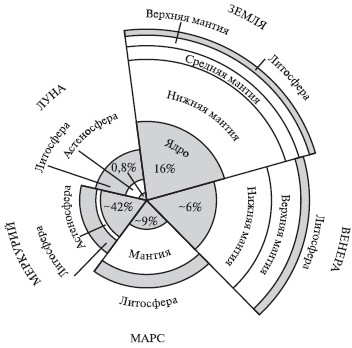 ЗЕМЛЯ
Верхняя мантия
Литосфера
Средняя мантия
Нижняя мантия
Ядро
16%
ЛУНА
Литосфера
Астеносфера
0,8%
МЕРКУРИЙ
Литосфера
Астеносфера
~42%
~9%
Мантия
Литосфера
МАРС
~6%
Нижняя мантия
Верхняя мантия
Литосфера
ВЕНЕРА